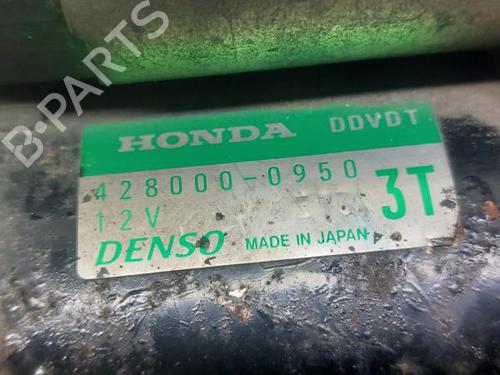 B-PARTS
HONDA DDVDT
428000-0950
12V 3T
DENSO MADE IN JAPAN